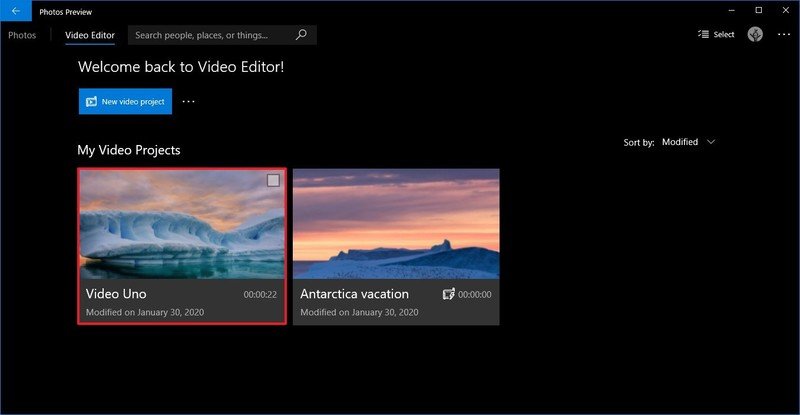 Photos Preview
Photos
Video Editor
Search people, places, or things...
Select
Welcome back to Video Editor!
New video project
My Video Projects
Sort by: Modified
Video Uno
00:00:22
Modified on January 30, 2020
Antarctica vacation
00:00:00
Modified on January 30, 2020